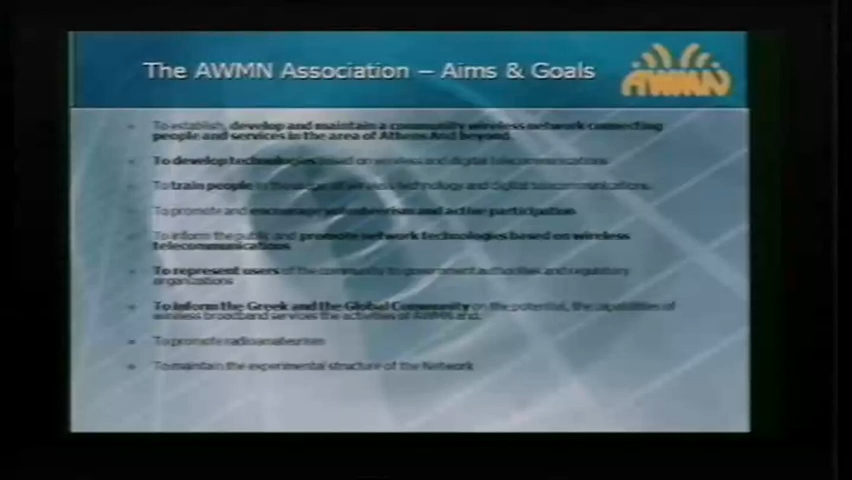 The AWMN Association – Aims & Goals
AWMN
To establish, develop and maintain a community wireless network connecting
people and services in the area of Athens And beyond.
To develop technologies based on wireless and digital telecommunications.
To train people in the usage of wireless technology and digital telecommunications.
To promote and encourage volunteerism and active participation
To inform the public and promote network technologies based on wireless
telecommunications
To represent users of the community to government authorities and regulatory
organizations
To inform the Greek and the Global Community on the potential, the capabilities of
wireless broadband services the activities of AWMN and.
To promote radioamateurism
To maintain the experimental structure of the Network